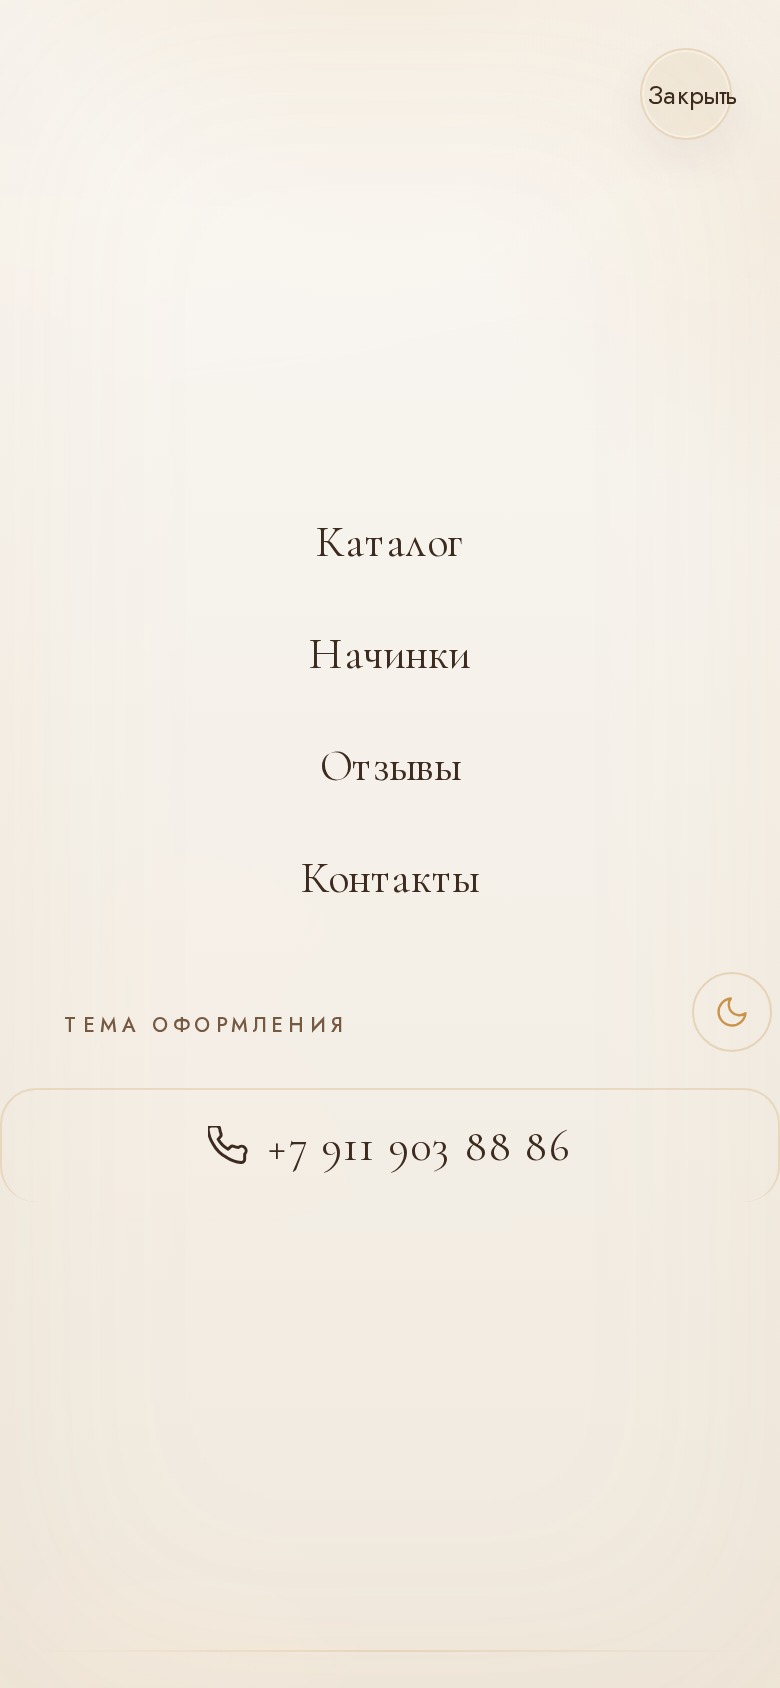 Закрыть
Каталог
Начинки
Отзывы
Контакты
ТЕМА ОФОРМЛЕНИЯ
+7 911 903 88 86